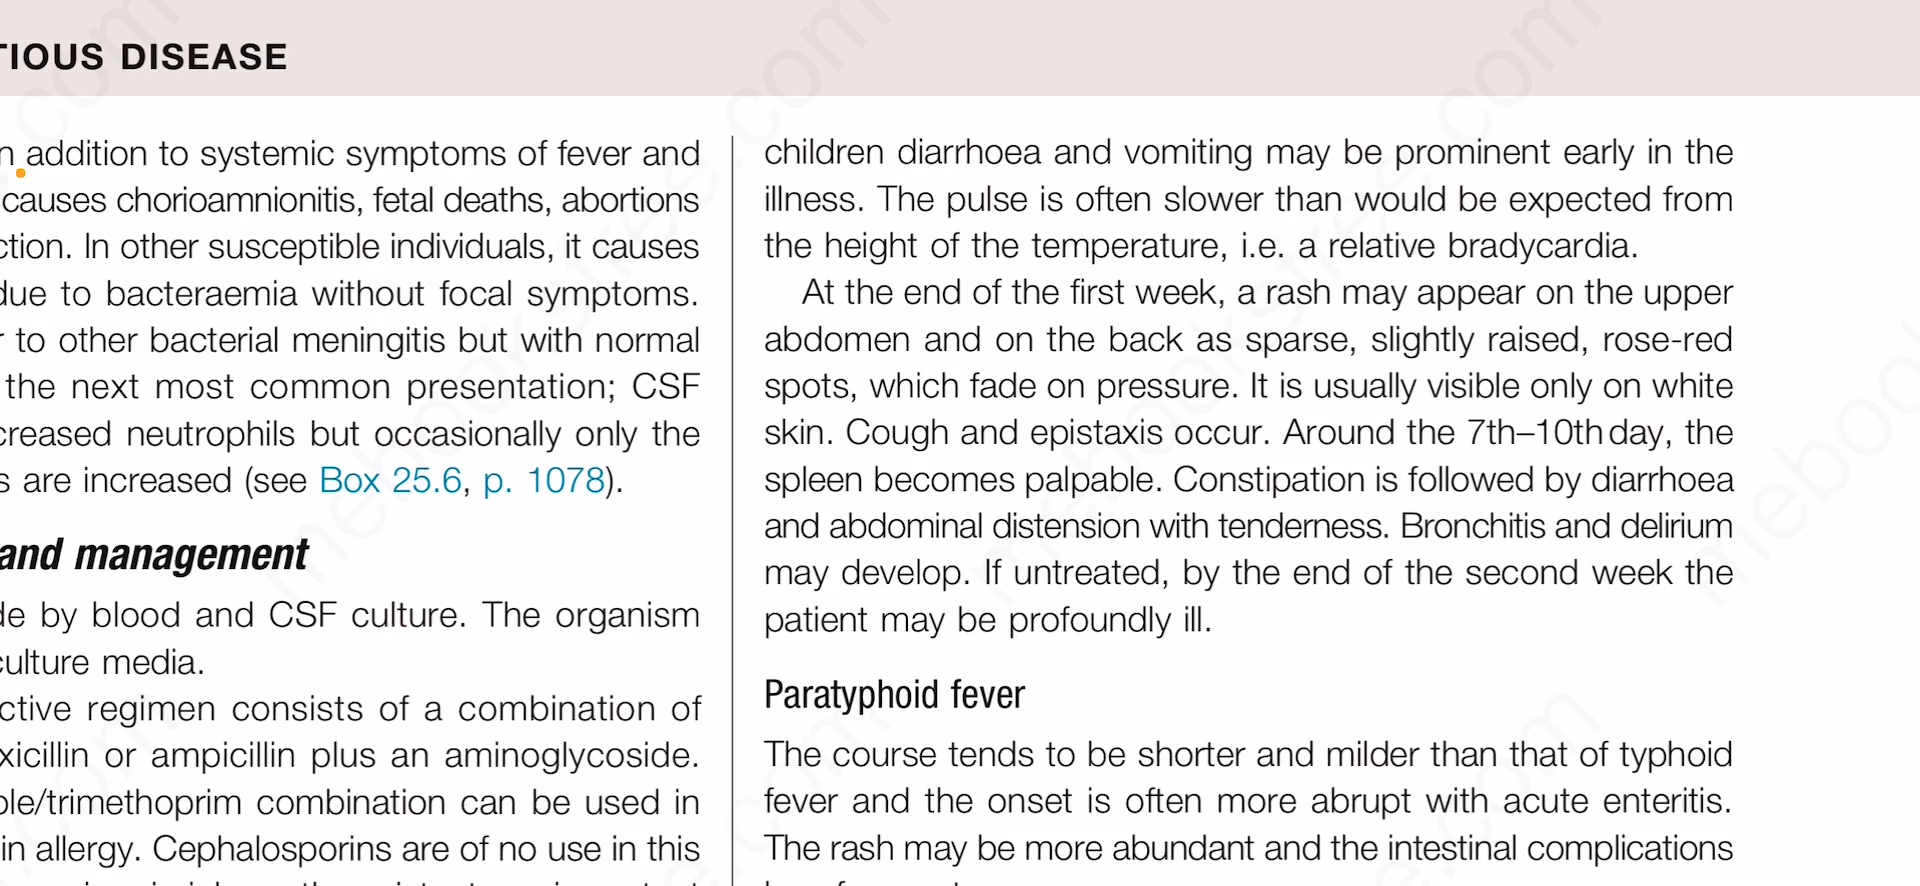 TIOUS DISEASE
n addition to systemic symptoms of fever and
causes chorioamnionitis, fetal deaths, abortions
ction. In other susceptible individuals, it causes
due to bacteraemia without focal symptoms.
r to other bacterial meningitis but with normal
the next most common presentation; CSF
creased neutrophils but occasionally only the
s are increased (see Box 25.6, p. 1078).
and management
de by blood and CSF culture. The organism
culture media.
ctive regimen consists of a combination of
xicillin or ampicillin plus an aminoglycoside.
ole/trimethoprim combination can be used in
in allergy. Cephalosporins are of no use in this
children diarrhoea and vomiting may be prominent early in the
illness. The pulse is often slower than would be expected from
the height of the temperature, i.e. a relative bradycardia.
At the end of the first week, a rash may appear on the upper
abdomen and on the back as sparse, slightly raised, rose-red
spots, which fade on pressure. It is usually visible only on white
skin. Cough and epistaxis occur. Around the 7th–10th day, the
spleen becomes palpable. Constipation is followed by diarrhoea
and abdominal distension with tenderness. Bronchitis and delirium
may develop. If untreated, by the end of the second week the
patient may be profoundly ill.
Paratyphoid fever
The course tends to be shorter and milder than that of typhoid
fever and the onset is often more abrupt with acute enteritis.
The rash may be more abundant and the intestinal complications